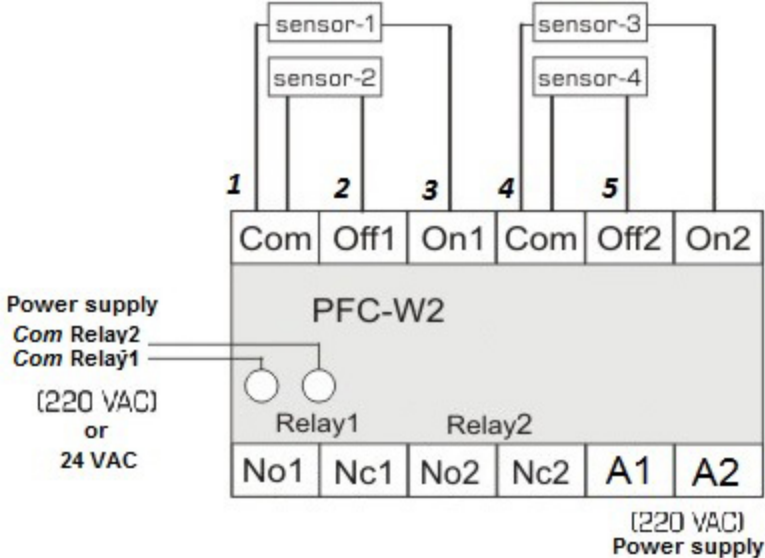 sensor-1
sensor-3
sensor-2
sensor-4
1 2 3 4 5
Com Off1 On1 Com Off2 On2
PFC-W2
Power supply
Com Relay2
Com Relay1
(220 VAC)
or
24 VAC
Relay1 Relay2
No1 Nc1 No2 Nc2 A1 A2
(220 VAC)
Power supply